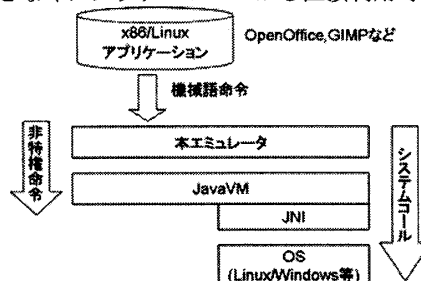 x86/Linux
アプリケーション
OpenOffice,GIMPなど
機械語命令
非特権命令
本エミュレータ
システムコール
JavaVM
JNI
OS
(Linux/Windows等)